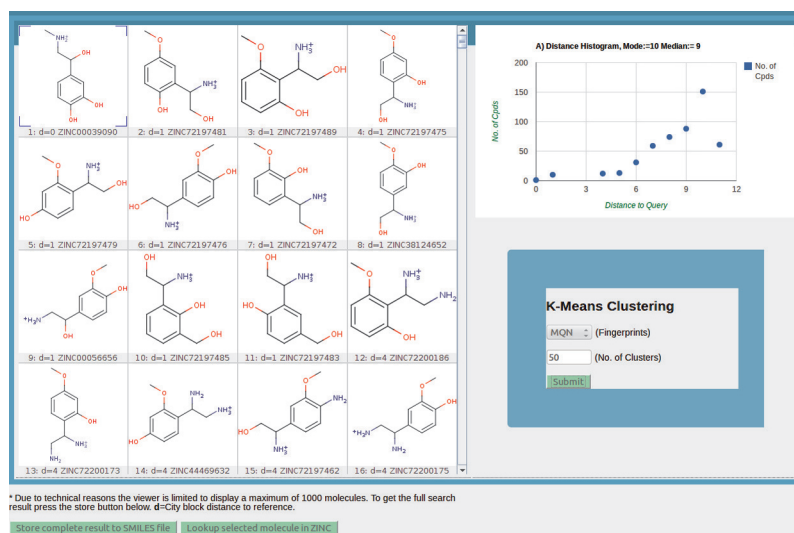 1: d=0 ZINC00039090
2: d=1 ZINC72197481
3: d=1 ZINC72197489
4: d=1 ZINC72197475
5: d=1 ZINC72197479
6: d=1 ZINC72197476
7: d=1 ZINC72197472
8: d=1 ZINC38124652
9: d=1 ZINC00056656
10: d=1 ZINC72197485
11: d=1 ZINC72197483
12: d=4 ZINC72200186
13: d=4 ZINC72200173
14: d=4 ZINC44469632
15: d=4 ZINC72197462
16: d=4 ZINC72200175
A) Distance Histogram, Mode:=10 Median:= 9
No. of Cpds
200
150
100
50
0
0 3 6 9 12
Distance to Query
No. of
Cpds
K-Means Clustering
MQN (Fingerprints)
50 (No. of Clusters)
Submit
* Due to technical reasons the viewer is limited to display a maximum of 1000 molecules. To get the full search
result press the store button below. d=City block distance to reference.
Store complete result to SMILES file Lookup selected molecule in ZINC